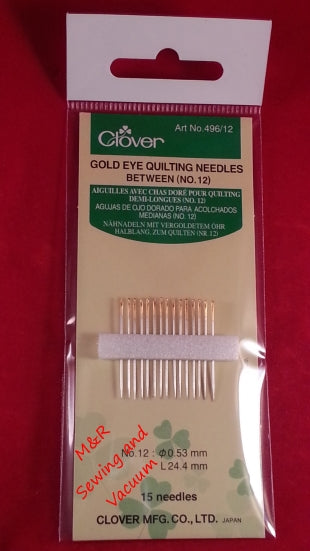 Art No.496/12
Clover
GOLD EYE QUILTING NEEDLES
BETWEEN (NO.12)
AIGUILLES AVEC CHAS DORÉ POUR QUILTING
DEMI-LONGUES (NO. 12)
AGUJAS DE OJO DORADO PARA ACOLCHADOS
MEDIANAS (NO. 12)
NÄHNADELN MIT VERGOLDETEM ÖHR
HALBLANG. ZUM QUILTEN (NR. 12)
No.12 : Φ0.53 mm
L 24.4 mm
M&R
Sewing and
Vacuum
15 needles
CLOVER MFG. CO., LTD. JAPAN